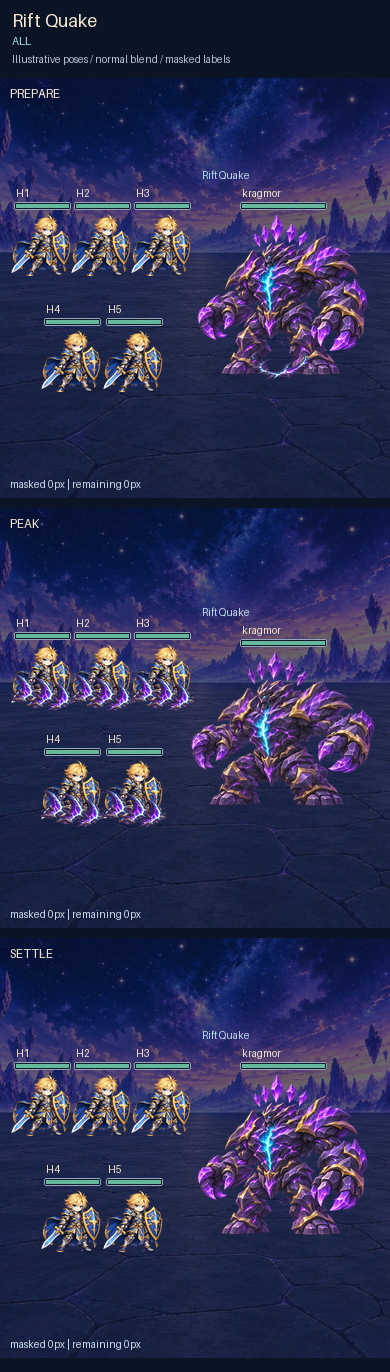 Rift Quake
ALL
Illustrative poses / normal blend / masked labels
PREPARE
Rift Quake
H1 H2 H3 kragmor
H4 H5
masked 0px | remaining 0px
PEAK
Rift Quake
H1 H2 H3 kragmor
H4 H5
masked 0px | remaining 0px
SETTLE
Rift Quake
H1 H2 H3 kragmor
H4 H5
masked 0px | remaining 0px